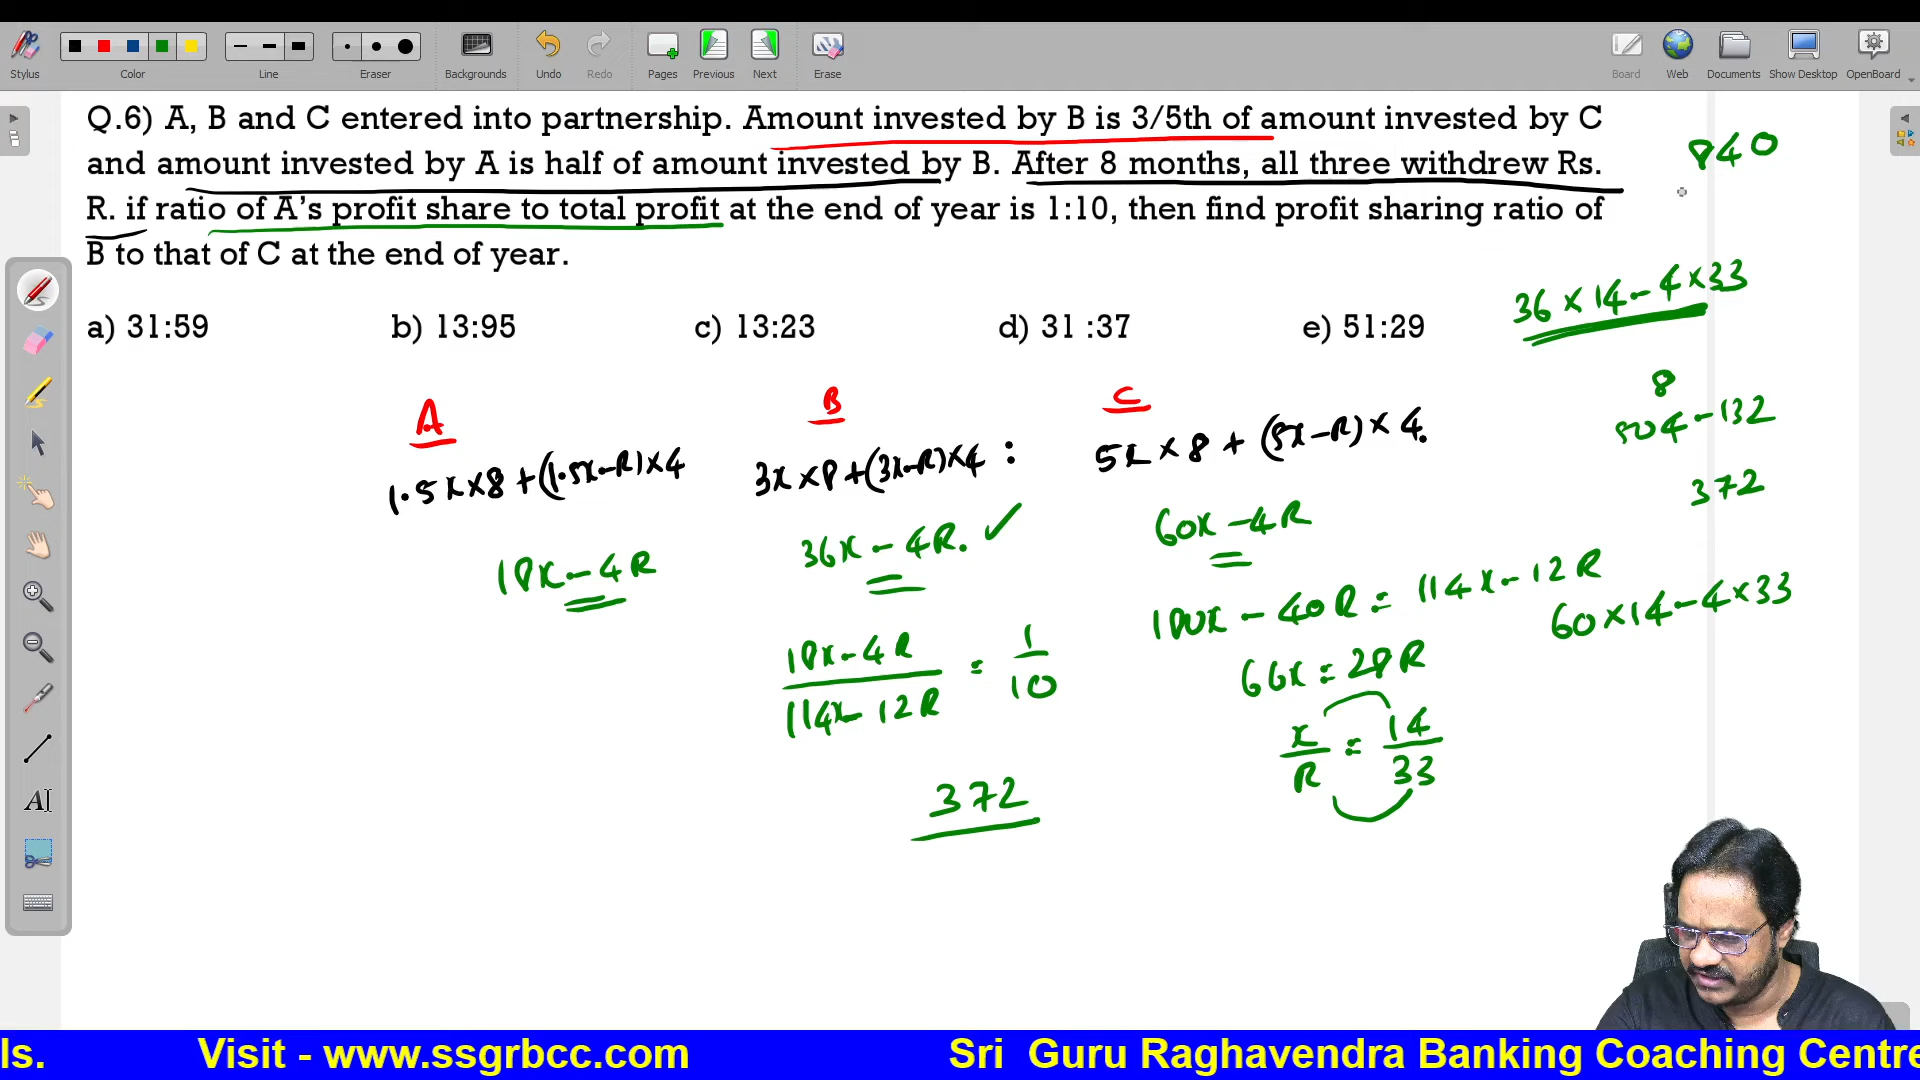 Stylus Color Line Eraser Backgrounds Undo Redo Pages Previous Next Erase Board Web Documents Show Desktop OpenBoard
Q.6) A, B and C entered into partnership. Amount invested by B is 3/5th of amount invested by C
and amount invested by A is half of amount invested by B. After 8 months, all three withdrew Rs.
R. if ratio of A's profit share to total profit at the end of year is 1:10, then find profit sharing ratio of
B to that of C at the end of year.
840
a) 31:59 b) 13:95 c) 13:23 d) 31 :37 e) 51:29
36 × 14 - 4 × 33
8
504 - 132
372
A B C
1.5x × 8 + (1.5x - R) × 4 3x × 8 + (3x - R) × 4 : 5x × 8 + (5x - R) × 4.
18x - 4R 36x - 4R. ✓ 60x - 4R
180x - 40R = 114x - 12R
60 × 14 - 4 × 33
18x - 4R
114x - 12R
= 1
10
66x = 28R
x
R
= 14
33
372
AI
ls. Visit - www.ssgrbcc.com Sri Guru Raghavendra Banking Coaching Centre